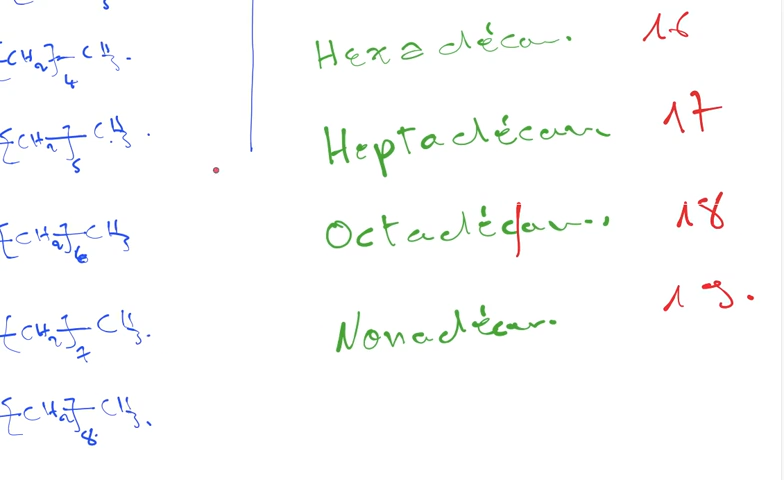 [CH2]4-CH3. Hexadécan. 16
[CH2]5 CH3. Heptadécan 17
[CH2]6-CH3 Octadécan. 18
[CH2]7 CH3. Nonadécan. 19.
[CH2]8-CH3.